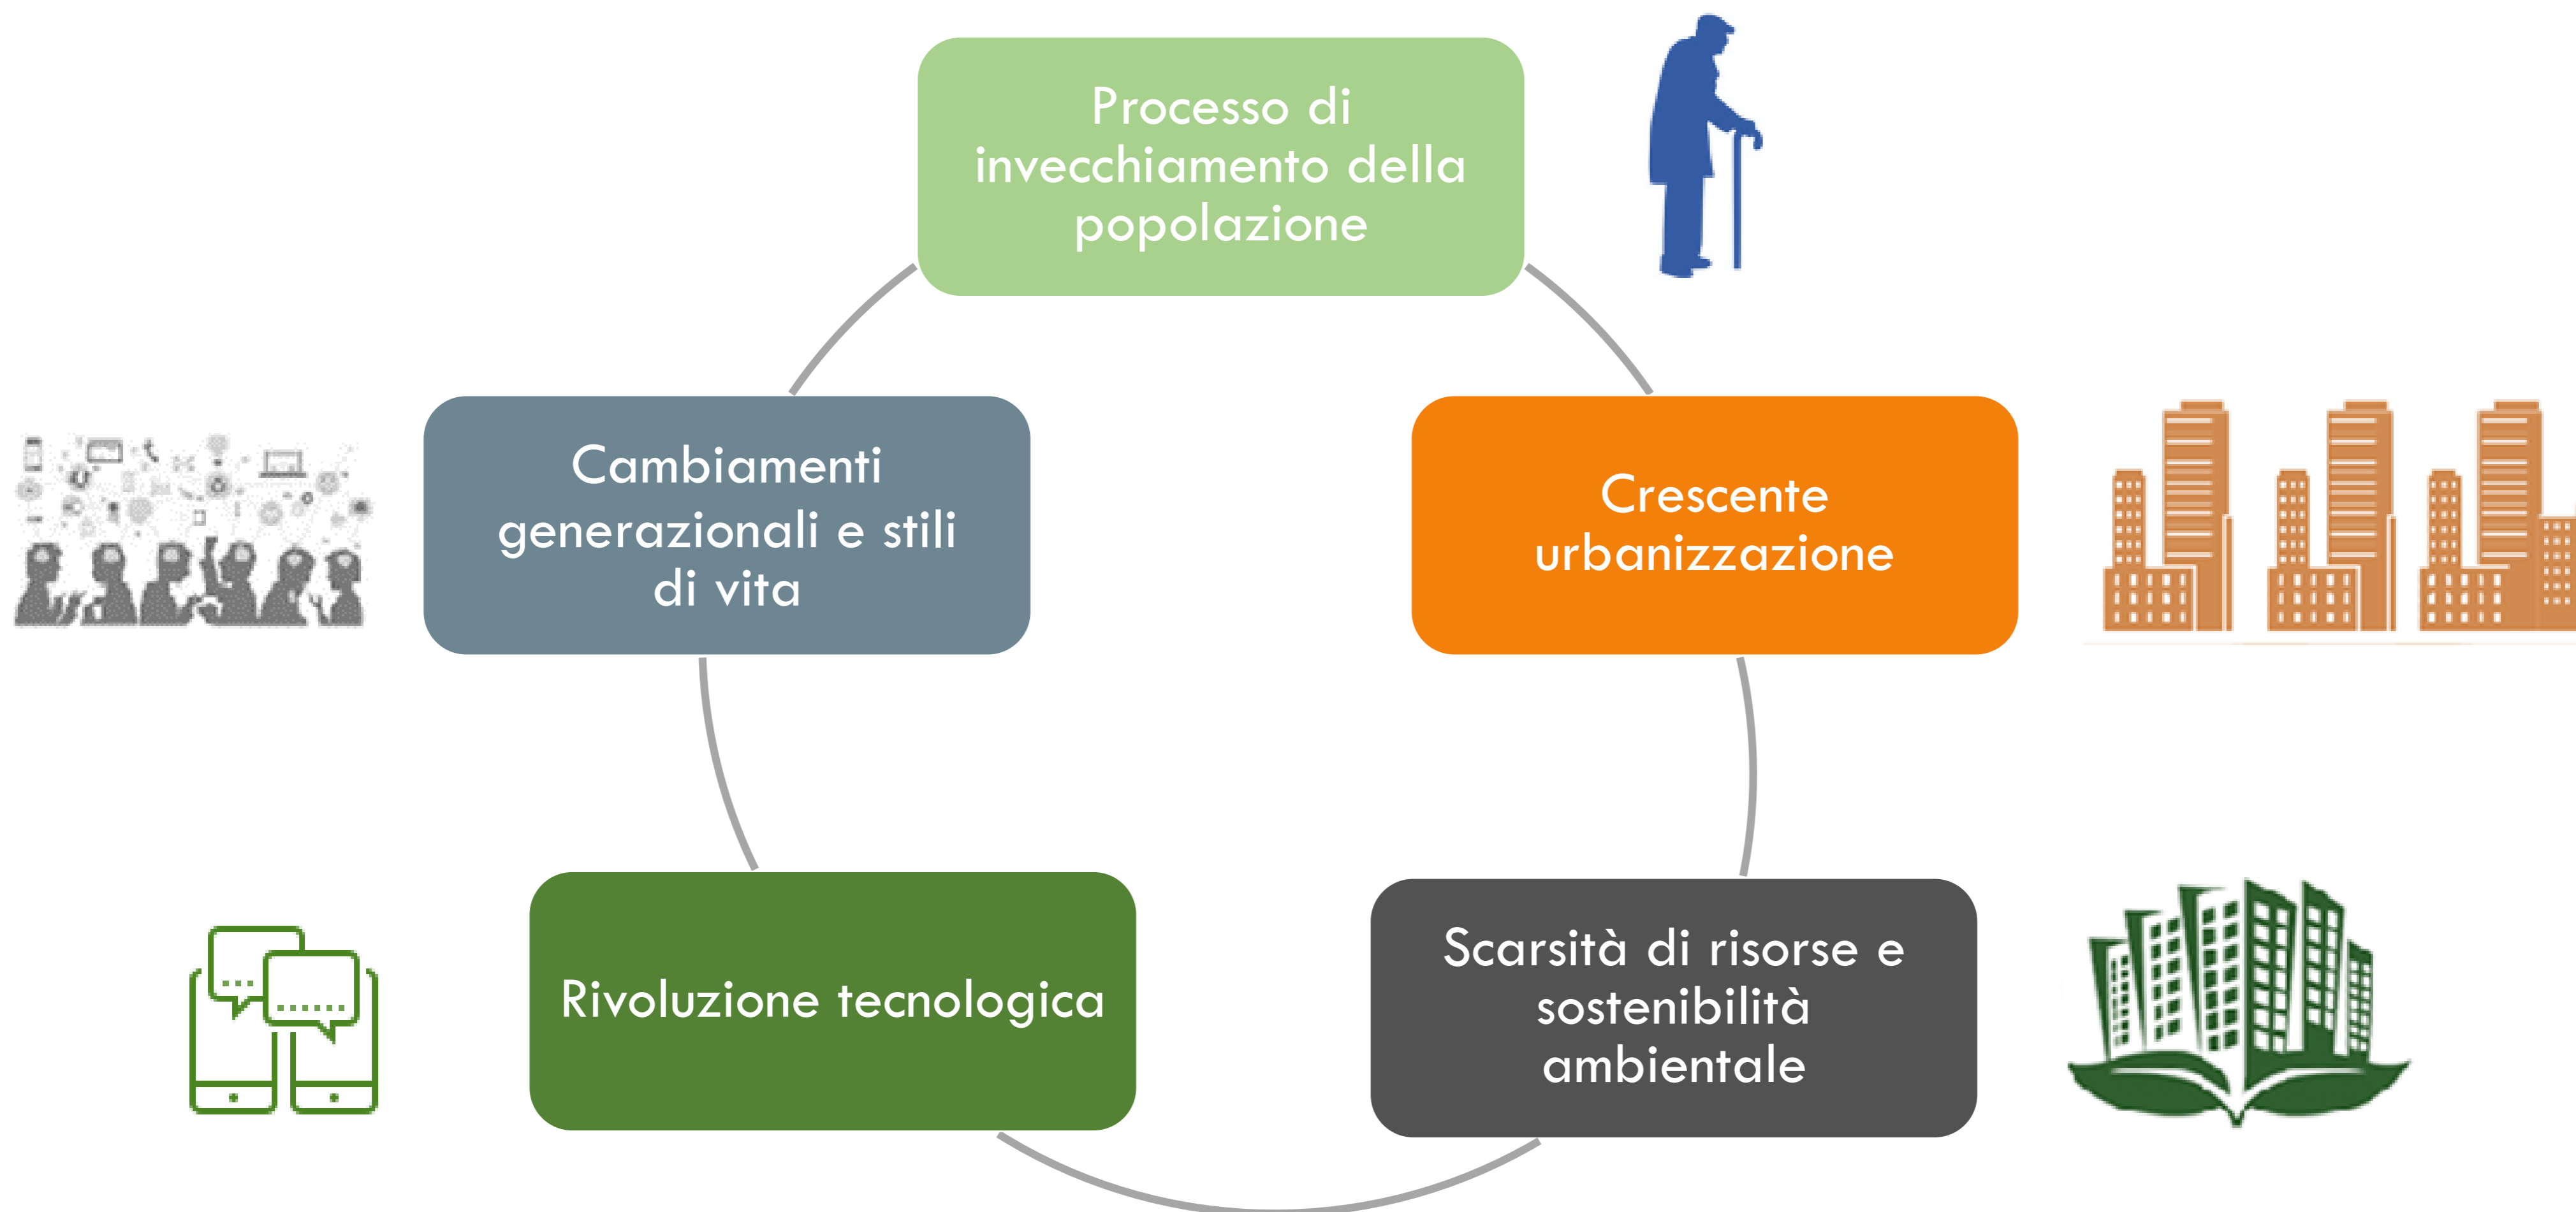 Processo di
invecchiamento della
popolazione
Cambiamenti
generazionali e stili
di vita
Crescente
urbanizzazione
Rivoluzione tecnologica
Scarsità di risorse e
sostenibilità
ambientale